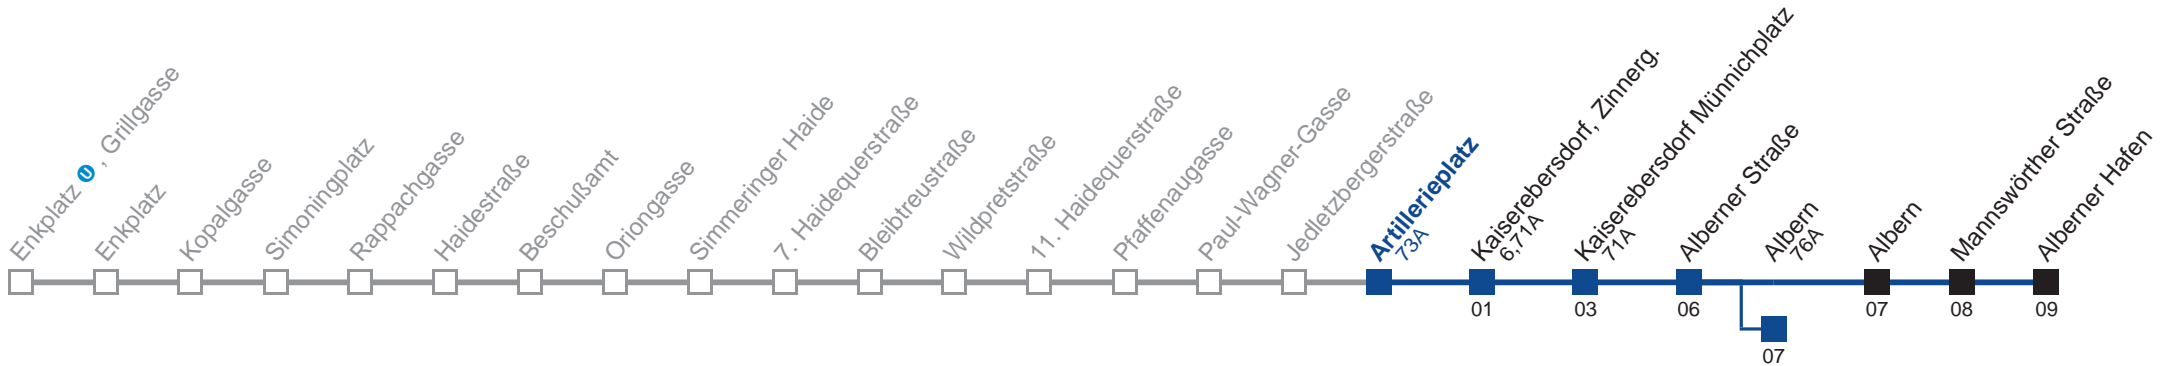 Enkplatz U , Grillgasse
Enkplatz
Kopalgasse
Simoningplatz
Rappachgasse
Haidestraße
Beschußamt
Oriongasse
Simmeringer Haide
7. Haidequerstraße
Bleibtreustraße
Wildpretstraße
11. Haidequerstraße
Pfaffenaugasse
Paul-Wagner-Gasse
Jedletzbergerstraße
Artillerieplatz
73A
Kaiserebersdorf, Zinnerg.
6,71A
Kaiserebersdorf Münnichplatz
71A
Alberner Straße
Albern
76A
Albern
Mannswörther Straße
Alberner Hafen
01
03
06
07
08
09
07